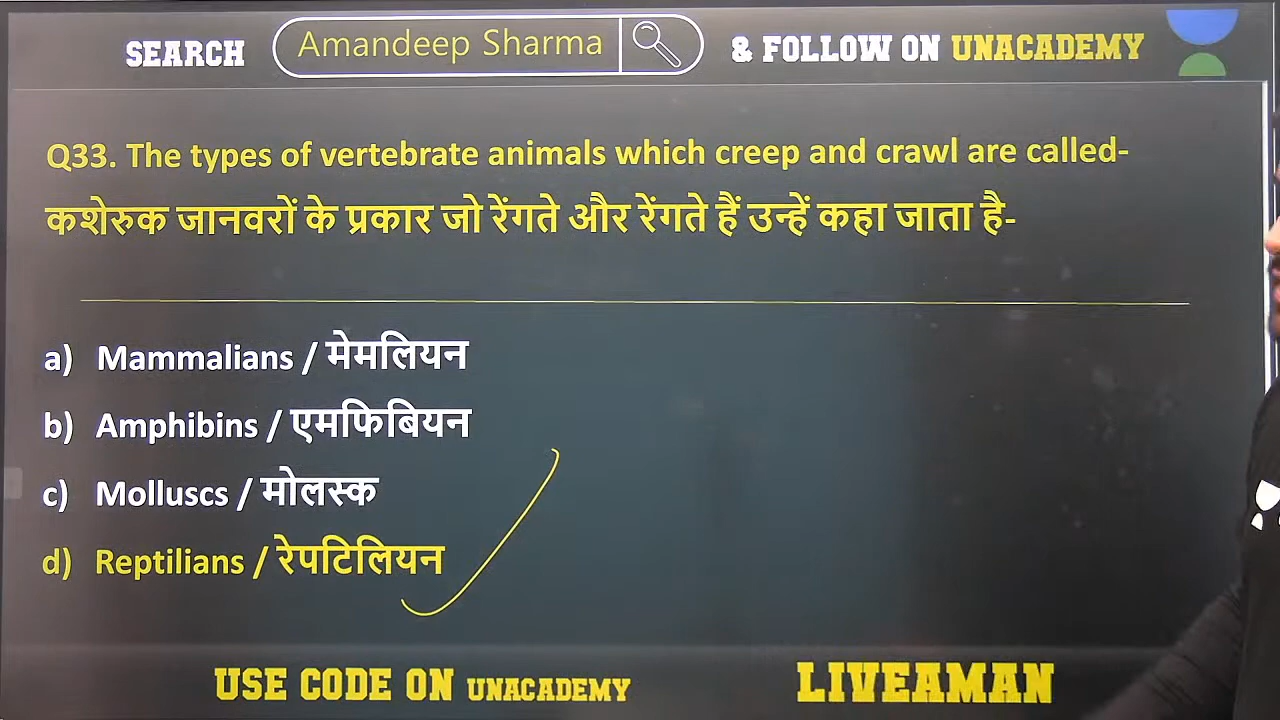 SEARCH Amandeep Sharma & FOLLOW ON UNACADEMY
Q33. The types of vertebrate animals which creep and crawl are called-
कशेरुक जानवरों के प्रकार जो रेंगते और रेंगते हैं उन्हें कहा जाता है-
a) Mammalians / मेमलियन
b) Amphibins / एमफिबियन
c) Molluscs / मोलस्क
d) Reptilians / रेपटिलियन
USE CODE ON UNACADEMY LIVEAMAN